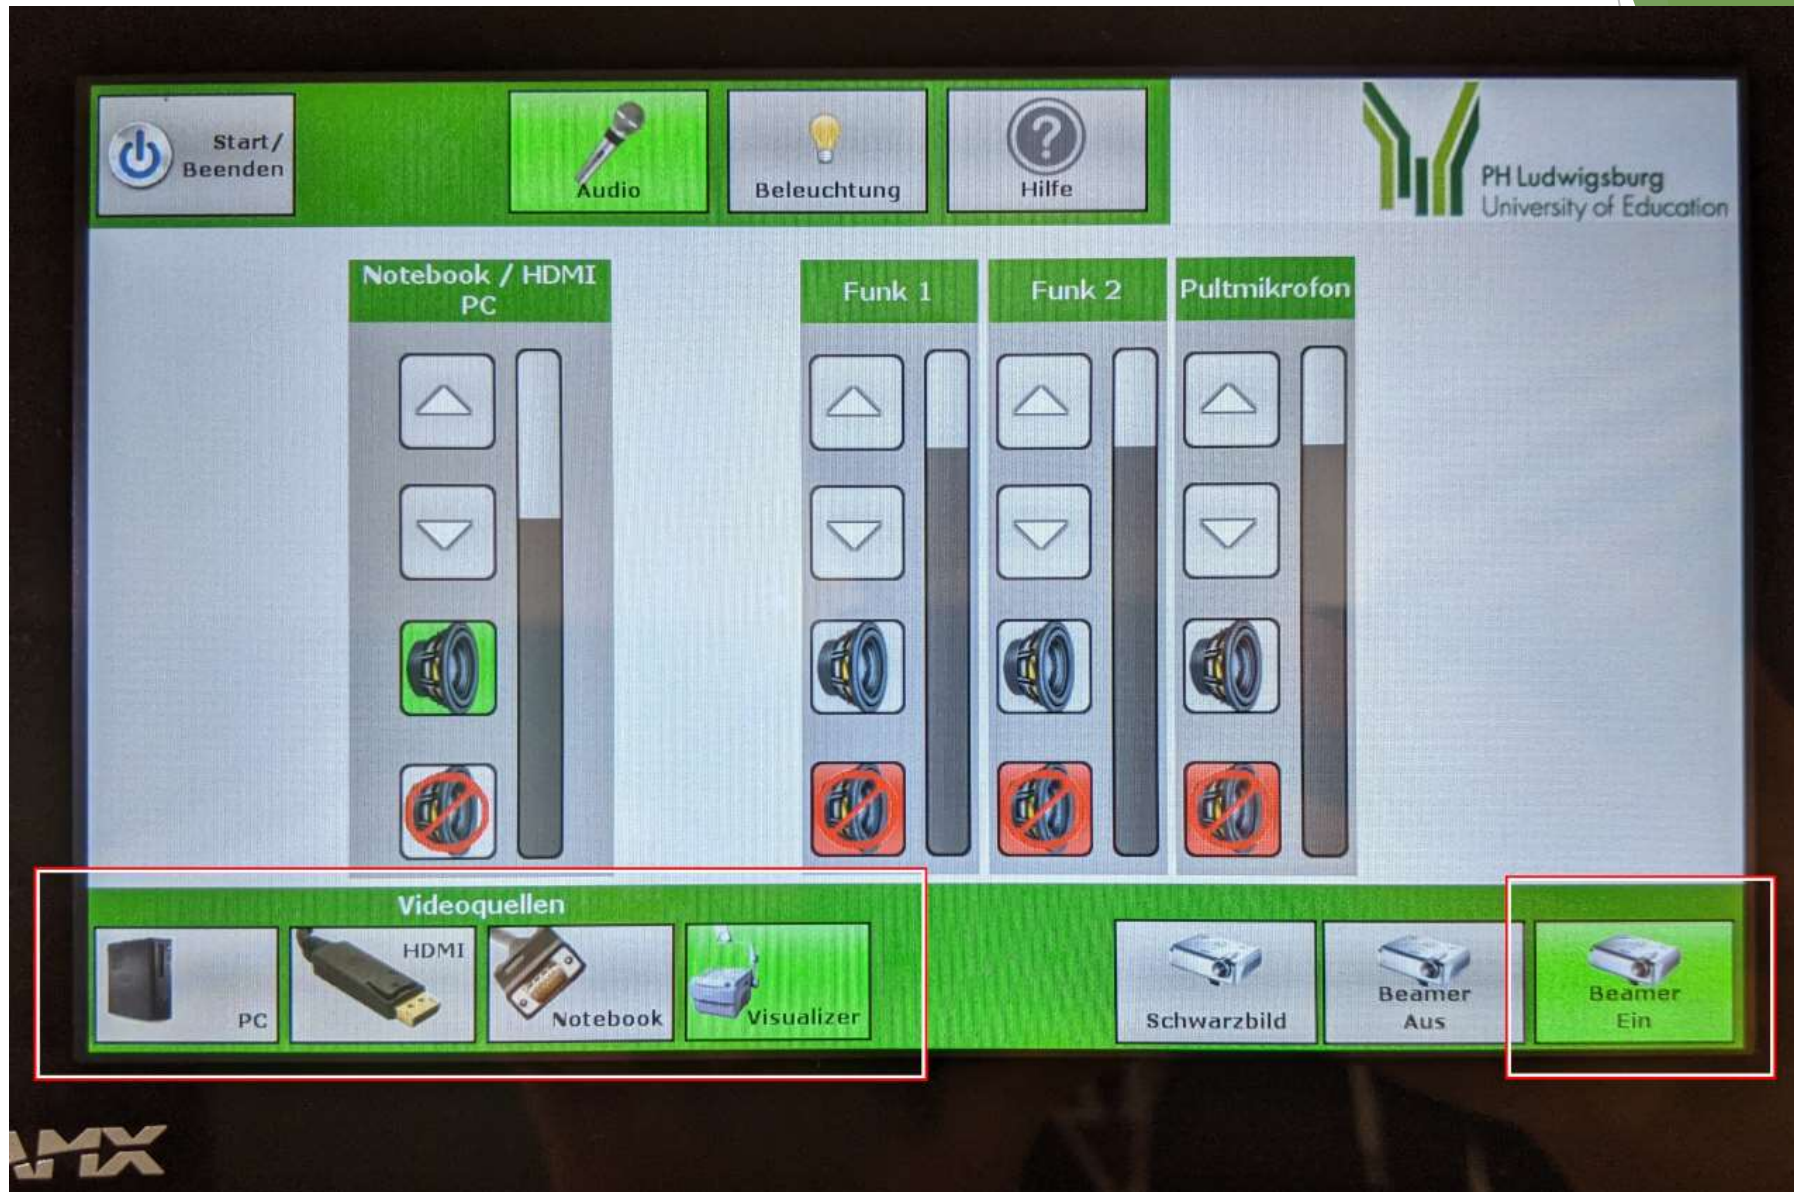 Start/
Beenden
Audio
Beleuchtung
Hilfe
PH Ludwigsburg
University of Education
Notebook / HDMI
PC
Funk 1
Funk 2
Pultmikrofon
Videoquellen
PC
HDMI
Notebook
Visualizer
Schwarzbild
Beamer
Aus
Beamer
Ein
AMX